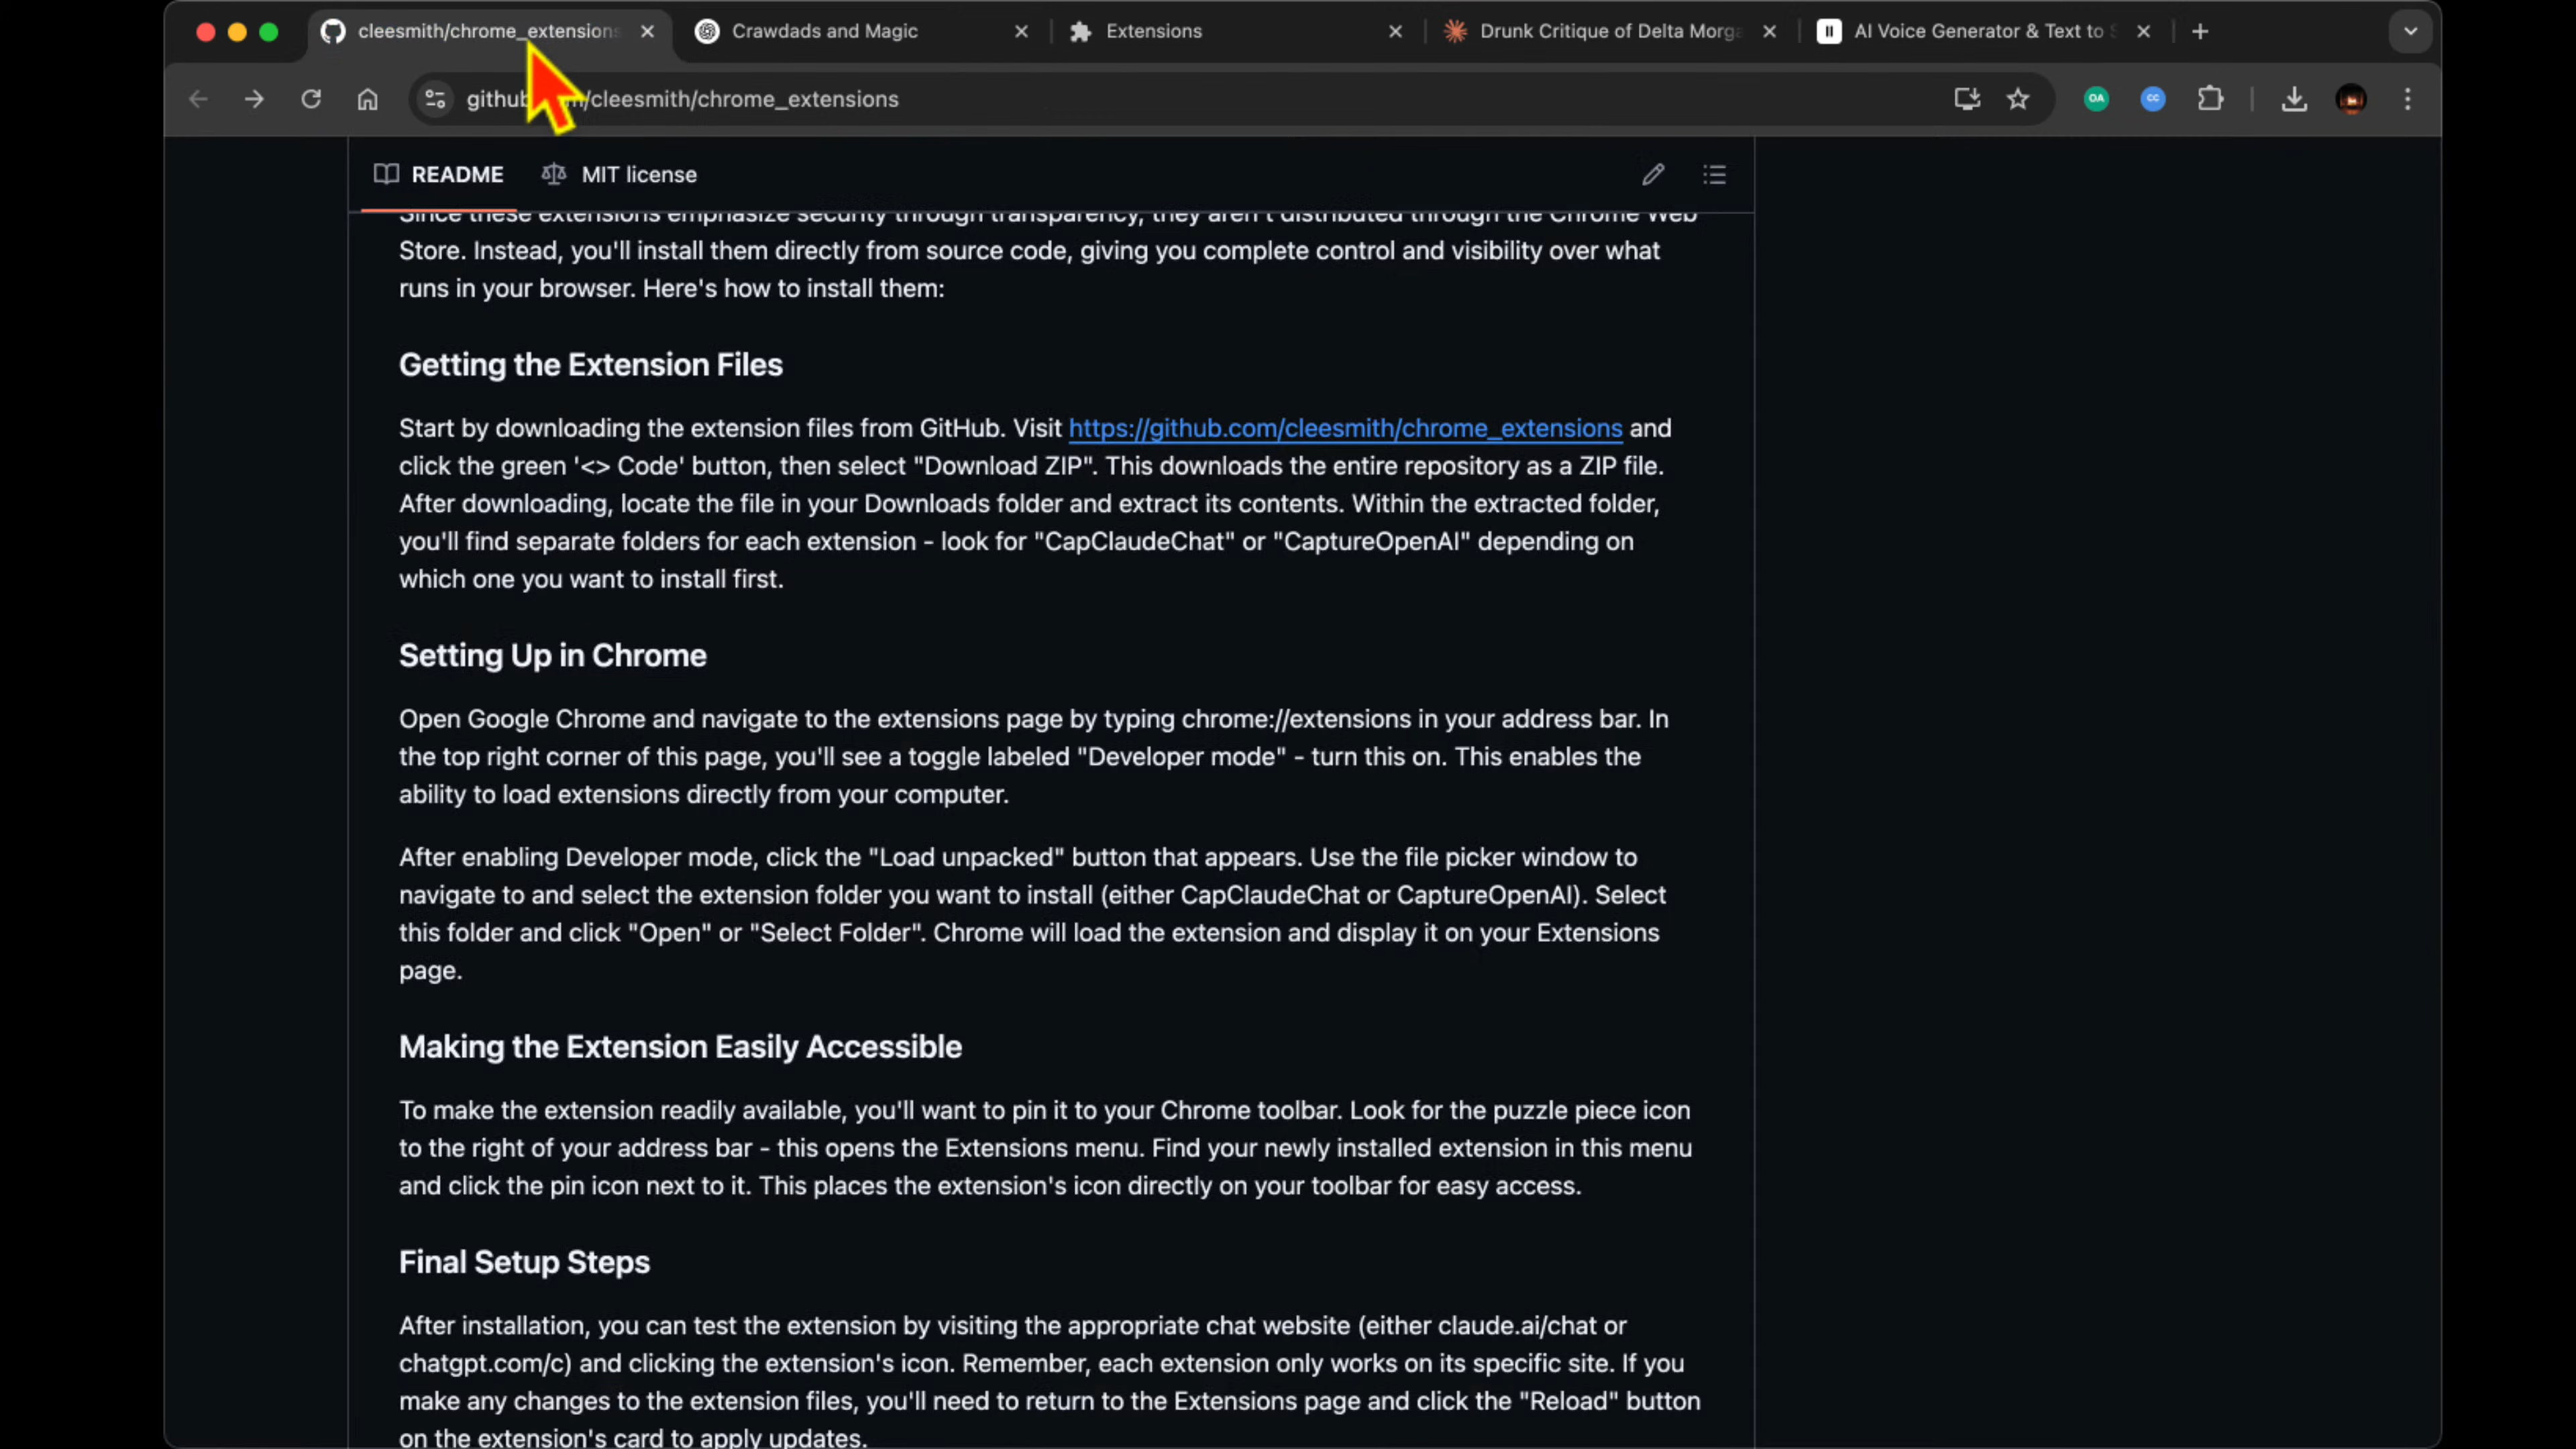 cleesmith/chrome_extensions
Crawdads and Magic
Extensions
Drunk Critique of Delta Morga
AI Voice Generator & Text to S
github.com/cleesmith/chrome_extensions
OA
CC
README
MIT license
Since these extensions emphasize security through transparency, they aren't distributed through the Chrome Web
Store. Instead, you'll install them directly from source code, giving you complete control and visibility over what
runs in your browser. Here's how to install them:
Getting the Extension Files
Start by downloading the extension files from GitHub. Visit https://github.com/cleesmith/chrome_extensions and
click the green '<> Code' button, then select "Download ZIP". This downloads the entire repository as a ZIP file.
After downloading, locate the file in your Downloads folder and extract its contents. Within the extracted folder,
you'll find separate folders for each extension - look for "CapClaudeChat" or "CaptureOpenAI" depending on
which one you want to install first.
Setting Up in Chrome
Open Google Chrome and navigate to the extensions page by typing chrome://extensions in your address bar. In
the top right corner of this page, you'll see a toggle labeled "Developer mode" - turn this on. This enables the
ability to load extensions directly from your computer.
After enabling Developer mode, click the "Load unpacked" button that appears. Use the file picker window to
navigate to and select the extension folder you want to install (either CapClaudeChat or CaptureOpenAI). Select
this folder and click "Open" or "Select Folder". Chrome will load the extension and display it on your Extensions
page.
Making the Extension Easily Accessible
To make the extension readily available, you'll want to pin it to your Chrome toolbar. Look for the puzzle piece icon
to the right of your address bar - this opens the Extensions menu. Find your newly installed extension in this menu
and click the pin icon next to it. This places the extension's icon directly on your toolbar for easy access.
Final Setup Steps
After installation, you can test the extension by visiting the appropriate chat website (either claude.ai/chat or
chatgpt.com/c) and clicking the extension's icon. Remember, each extension only works on its specific site. If you
make any changes to the extension files, you'll need to return to the Extensions page and click the "Reload" button
on the extension's card to apply updates.